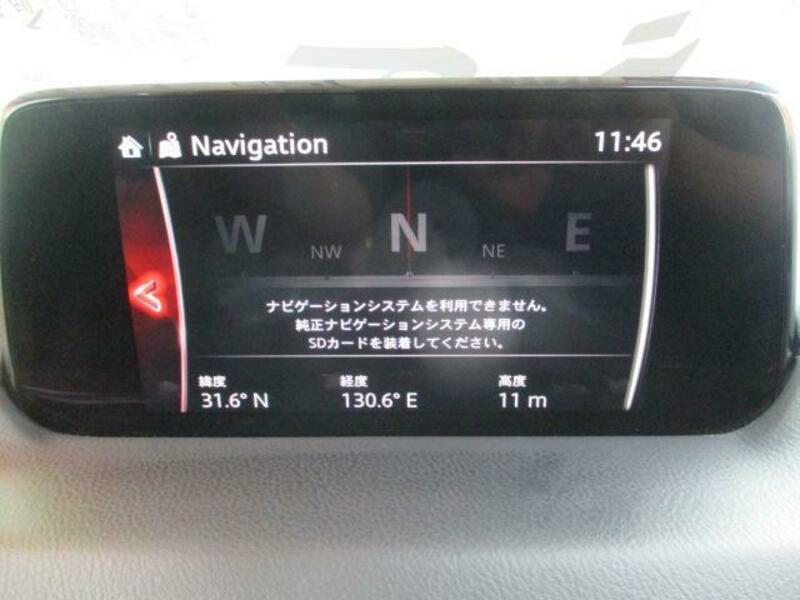 Navigation 11:46
W NW N NE E
ナビゲーションシステムを利用できません。
純正ナビゲーションシステム専用の
SDカードを装着してください。
緯度 経度 高度
31.6° N 130.6° E 11 m